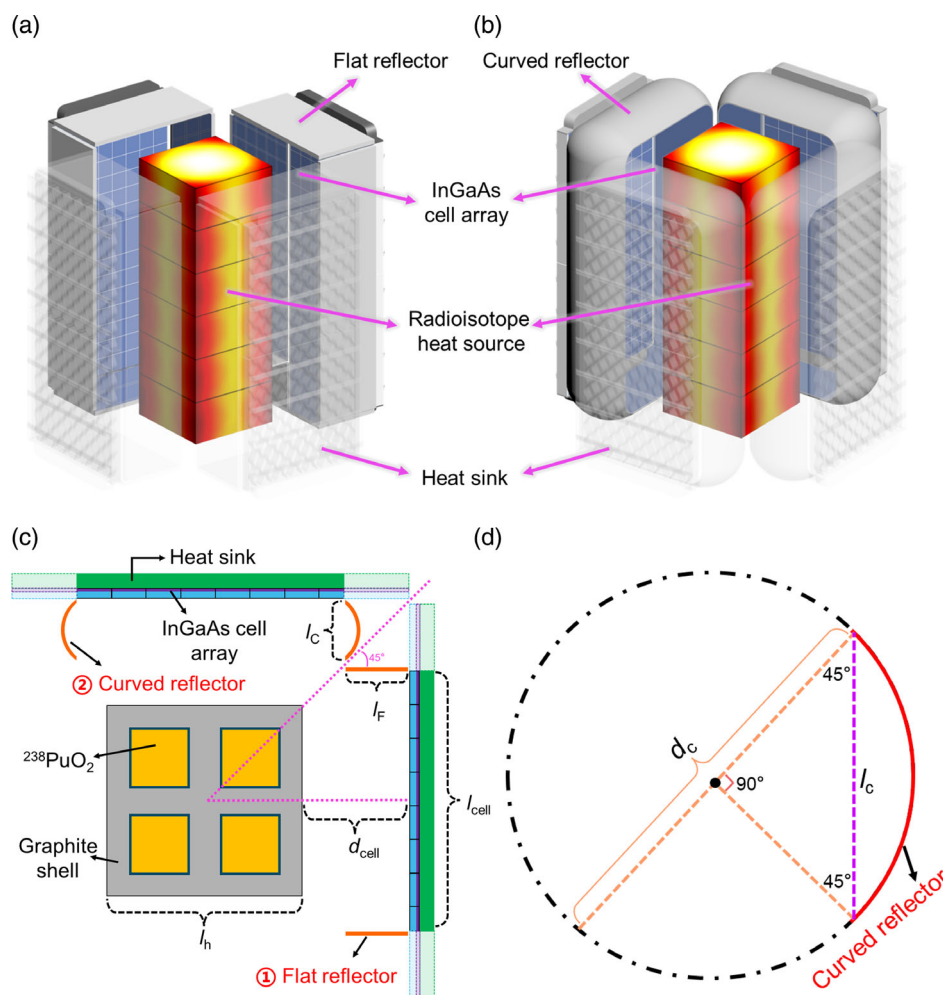 (a)
(b)
Flat reflector
Curved reflector
InGaAs
cell array
Radioisotope
heat source
Heat sink
(c)
(d)
Heat sink
InGaAs cell
array
② Curved reflector
l_C
45°
l_F
²³⁸PuO₂
Graphite
shell
d_cell
l_cell
l_h
① Flat reflector
45°
d_c
90°
l_c
45°
Curved reflector